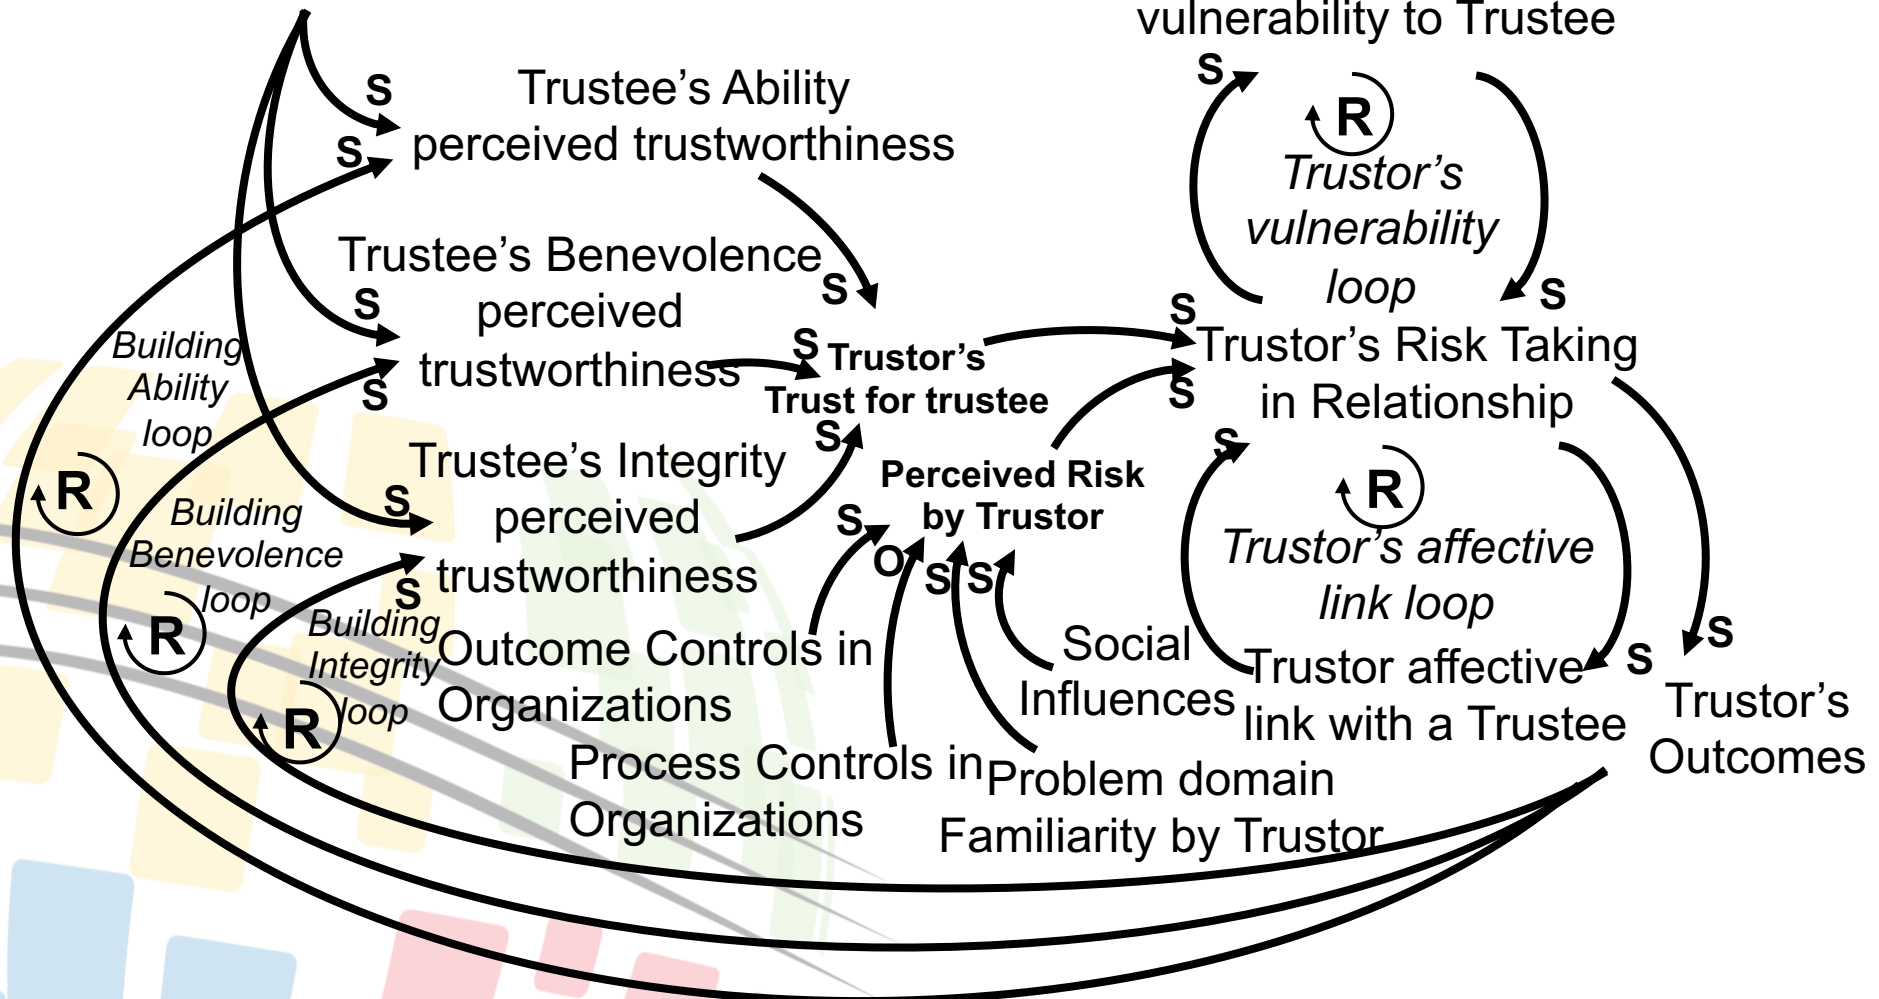 vulnerability to Trustee
S
R
Trustor's
vulnerability
loop
S
S
Trustee's Ability
perceived trustworthiness
S
Trustee's Benevolence
perceived
trustworthiness
S
S
S
Trustee's Integrity
perceived
trustworthiness
S
S
S
S
S
Trustor's
Trust for trustee
Perceived Risk
by Trustor
S
O
S
S
S
S
Trustor's Risk Taking
in Relationship
S
R
Trustor's affective
link loop
Trustor affective
link with a Trustee
S
S
Trustor's
Outcomes
Building
Ability
loop
R
Building
Benevolence
loop
R
Building
Integrity
loop
R
Outcome Controls in
Organizations
Process Controls in
Organizations
Social
Influences
Problem domain
Familiarity by Trustor